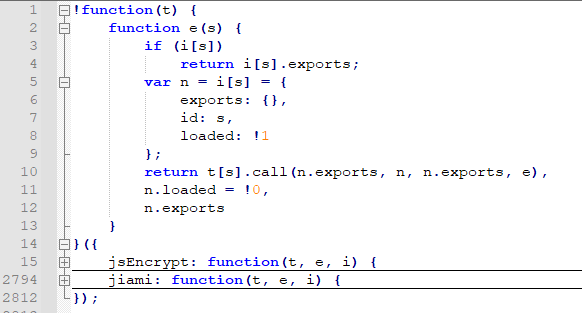 1 !function(t) {
2 function e(s) {
3 if (i[s])
4 return i[s].exports;
5 var n = i[s] = {
6 exports: {},
7 id: s,
8 loaded: !1
9 };
10 return t[s].call(n.exports, n, n.exports, e),
11 n.loaded = !0,
12 n.exports
13 }
14 }({
15 jsEncrypt: function(t, e, i) {
2794 jiami: function(t, e, i) {
2812 });